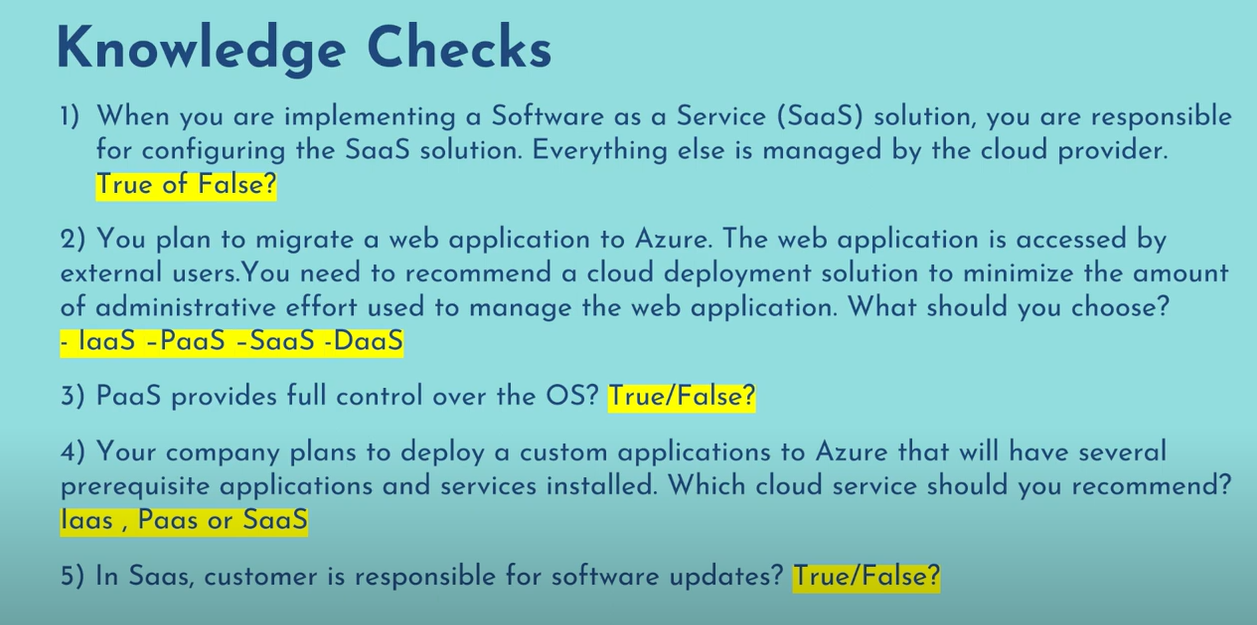 Knowledge Checks
1) When you are implementing a Software as a Service (SaaS) solution, you are responsible
for configuring the SaaS solution. Everything else is managed by the cloud provider.
True of False?
2) You plan to migrate a web application to Azure. The web application is accessed by
external users.You need to recommend a cloud deployment solution to minimize the amount
of administrative effort used to manage the web application. What should you choose?
- IaaS –PaaS –SaaS -DaaS
3) PaaS provides full control over the OS? True/False?
4) Your company plans to deploy a custom applications to Azure that will have several
prerequisite applications and services installed. Which cloud service should you recommend?
Iaas , Paas or SaaS
5) In Saas, customer is responsible for software updates? True/False?